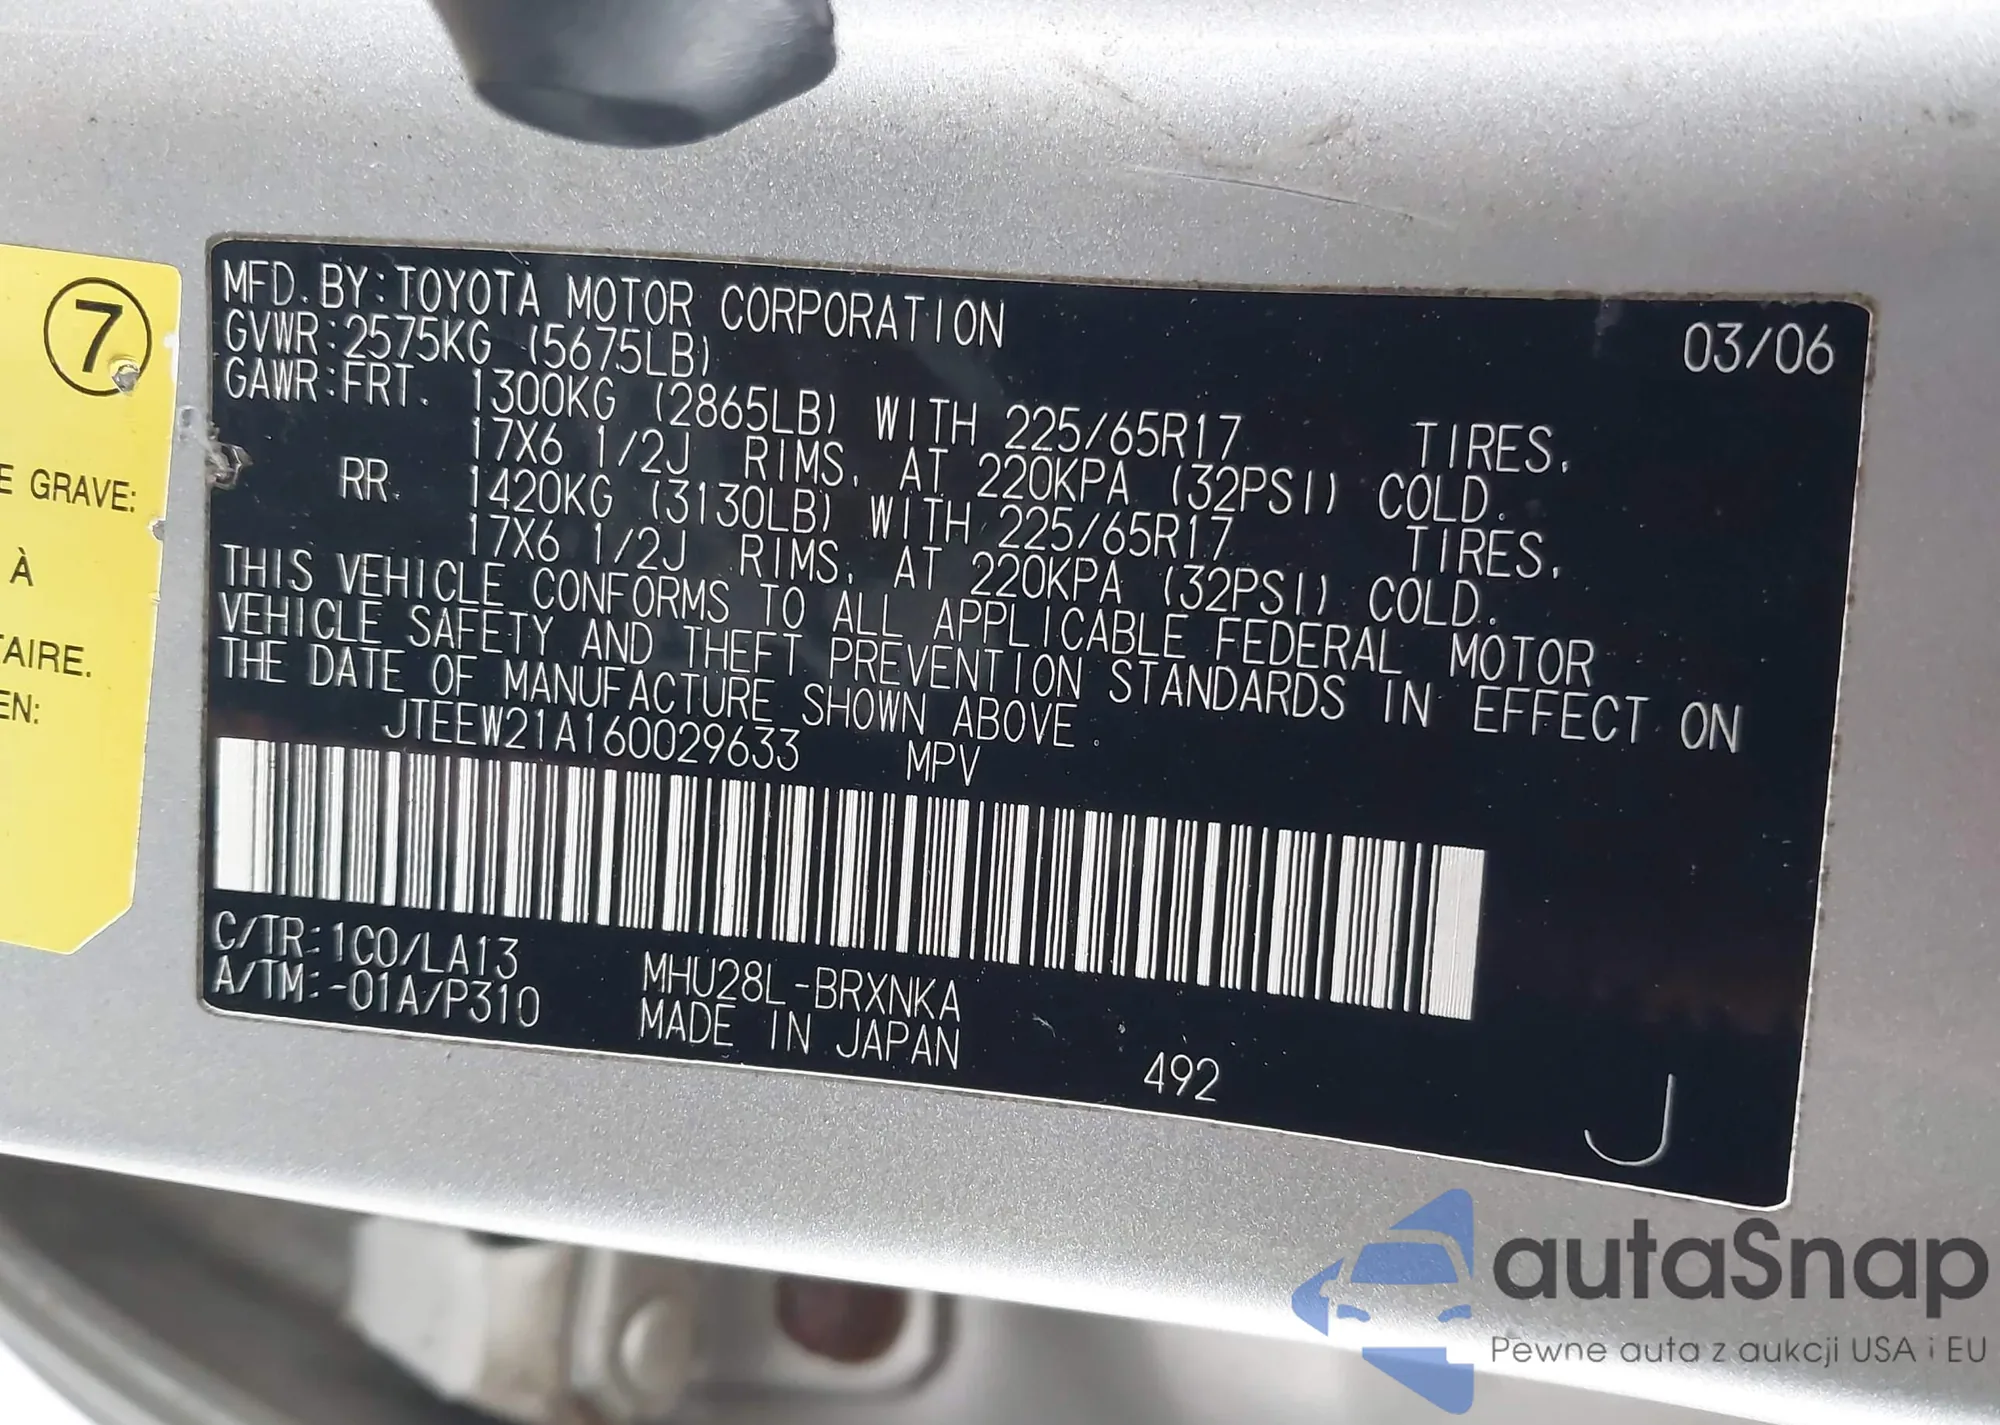 7
E GRAVE:
À
TAIRE.
EN:
MFD. BY:TOYOTA MOTOR CORPORATION 03/06
GVWR:2575KG (5675LB)
GAWR:FRT. 1300KG (2865LB) WITH 225/65R17 TIRES.
17X6 1/2J RIMS. AT 220KPA (32PSI) COLD.
RR. 1420KG (3130LB) WITH 225/65R17 TIRES.
17X6 1/2J RIMS. AT 220KPA (32PSI) COLD.
THIS VEHICLE CONFORMS TO ALL APPLICABLE FEDERAL MOTOR
VEHICLE SAFETY AND THEFT PREVENTION STANDARDS IN EFFECT ON
THE DATE OF MANUFACTURE SHOWN ABOVE.
JTEEW21A160029633 MPV
C/TR:1C0/LA13 MHU28L-BRXNKA
A/TM:-01A/P310 MADE IN JAPAN
492
J
autaSnap
Pewne auta z aukcji USA i EU